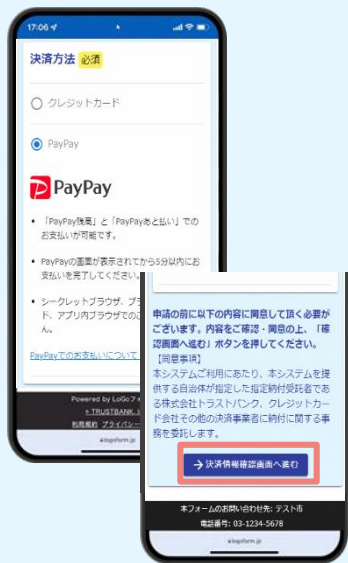 17:06
決済方法 必須
クレジットカード
PayPay
PayPay
「PayPay残高」と「PayPayあと払い」での
お支払いが可能です。
PayPayの画面が表示されてから5分以内にお
支払いを完了してください。
シークレットブラウザ、プラ
ド、アプリ内ブラウザでのご
ん。
PayPayでのお支払いについて
Powered by LoGoフォ
TRUSTBANK,
利用規約 プライバシー
logoform.jp
申請の前に以下の内容に同意して頂く必要が
ございます。内容をご確認・同意の上、「確
認画面へ進む」ボタンを押してください。
【同意事項】
本システムご利用にあたり、本システムを提
供する自治体が指定した指定納付受託者であ
る株式会社トラストバンク、クレジットカー
ド会社その他の決済事業者に納付に関する事
務を委託します。
→決済情報確認画面へ進む
本フォームのお問い合わせ先: テスト市
電話番号: 03-1234-5678
logoform.jp